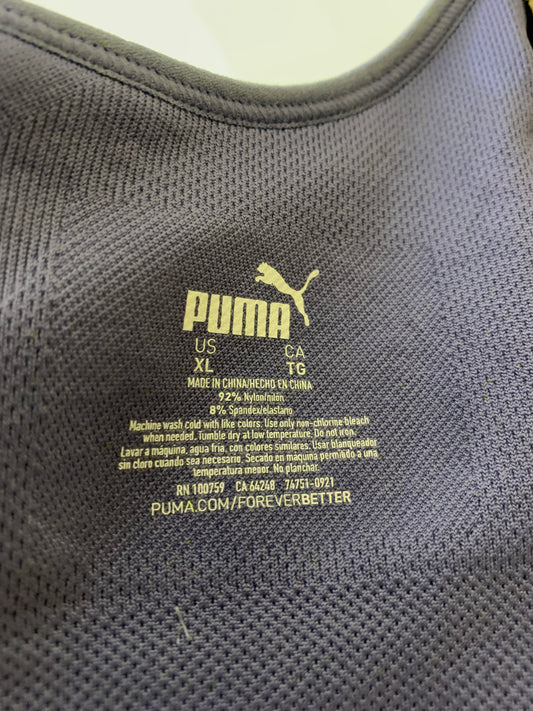 PUMA
US CA
XL TG
MADE IN CHINA/HECHO EN CHINA
92% Nylon/nilón
8% Spandex/elastano
Machine wash cold with like colors. Use only non-chlorine bleach
when needed. Tumble dry at low temperature. Do not iron.
Lavar a máquina, agua fria, con colores similares. Usar blanqueador
sin cloro cuando sea necesario. Secado en máquina permitido a una
temperatura menor. No planchar.
RN 100759 CA 64248 74751-0921
PUMA.COM/FOREVERBETTER